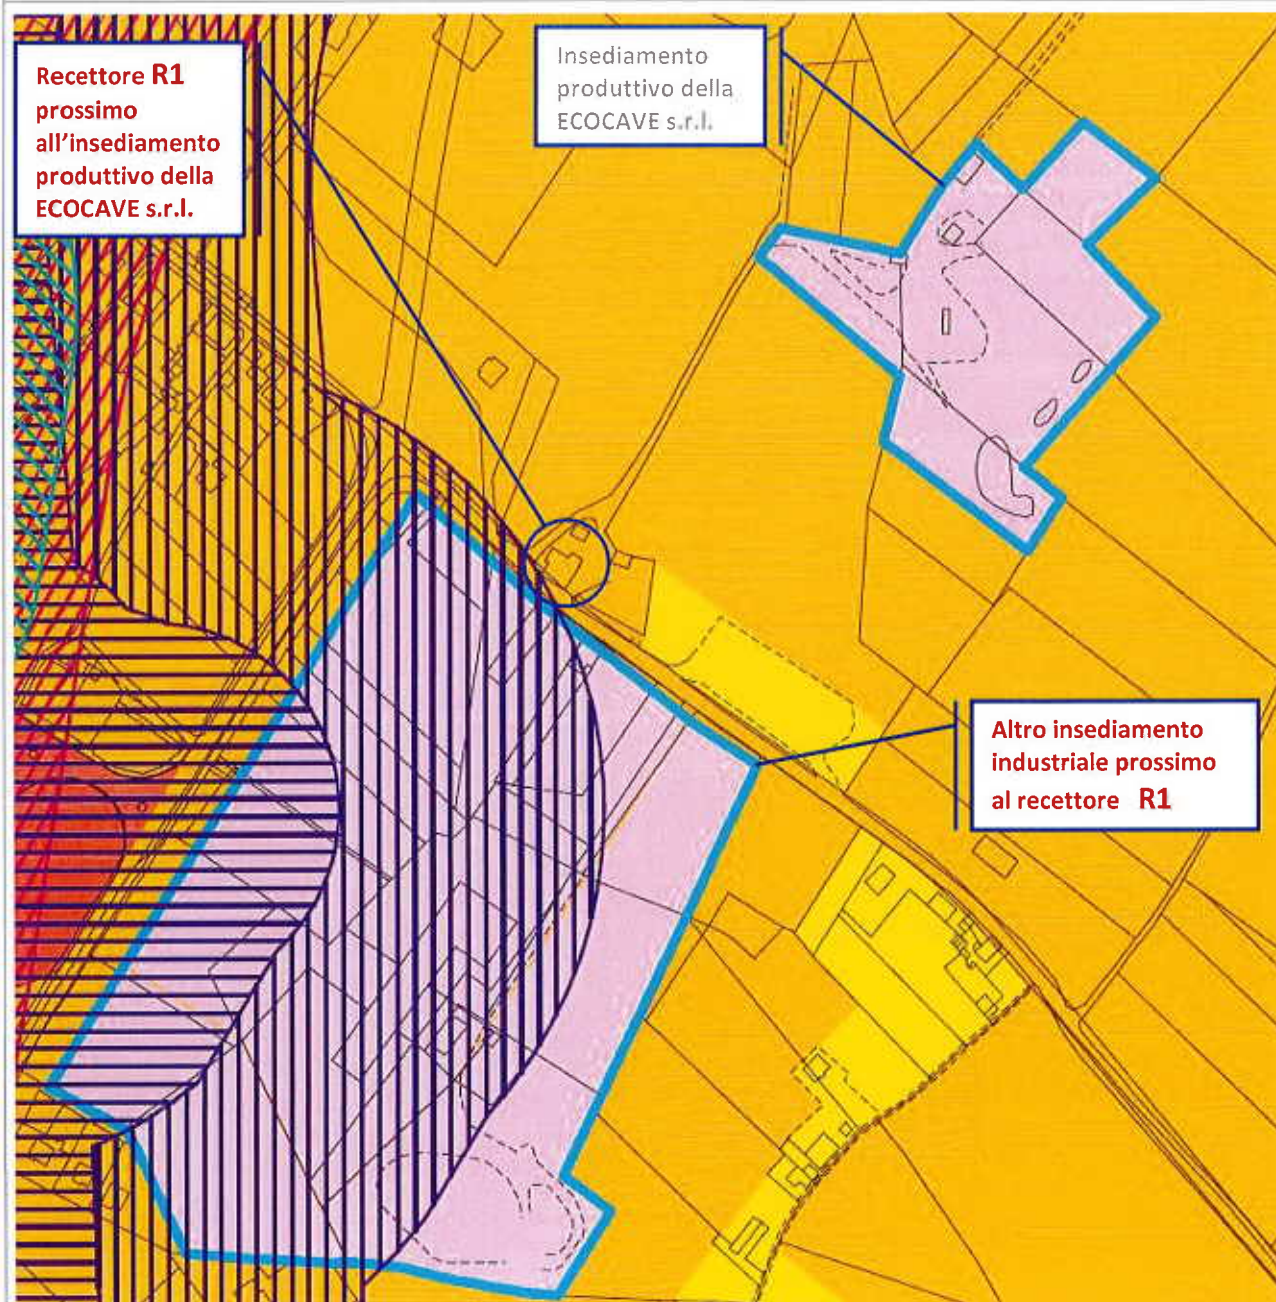 Recettore R1
prossimo
all'insediamento
produttivo della
ECOCAVE s.r.l.
Insediamento
produttivo della
ECOCAVE s.r.l.
Altro insediamento
industriale prossimo
al recettore R1